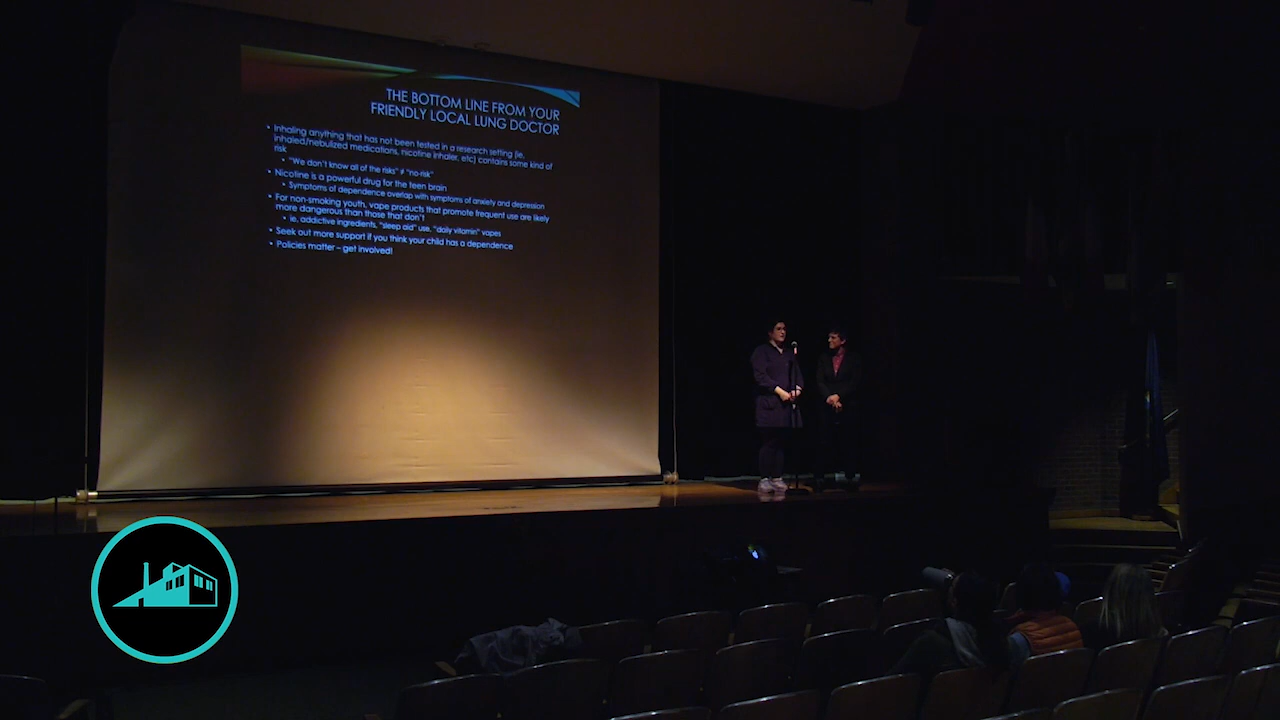 THE BOTTOM LINE FROM YOUR
FRIENDLY LOCAL LUNG DOCTOR
• Inhaling anything that has not been tested in a research setting (ie,
inhaled/nebulized medications, nicotine inhaler, etc) contains some kind of
risk
• "We don't know all of the risks" ≠ "no-risk"
• Nicotine is a powerful drug for the teen brain
• Symptoms of dependence overlap with symptoms of anxiety and depression
• For non-smoking youth, vape products that promote frequent use are likely
more dangerous than those that don't
• ie, addictive ingredients, "sleep aid" use, "daily vitamin" vapes
• Seek out more support if you think your child has a dependence
• Policies matter – get involved!